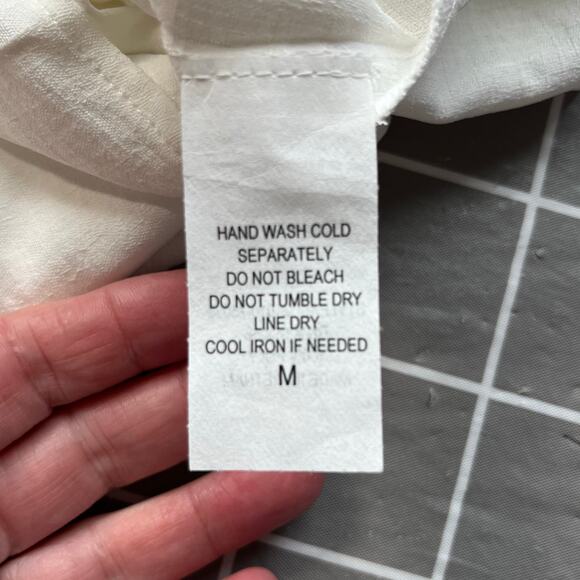 HAND WASH COLD
SEPARATELY
DO NOT BLEACH
DO NOT TUMBLE DRY
LINE DRY
COOL IRON IF NEEDED
M